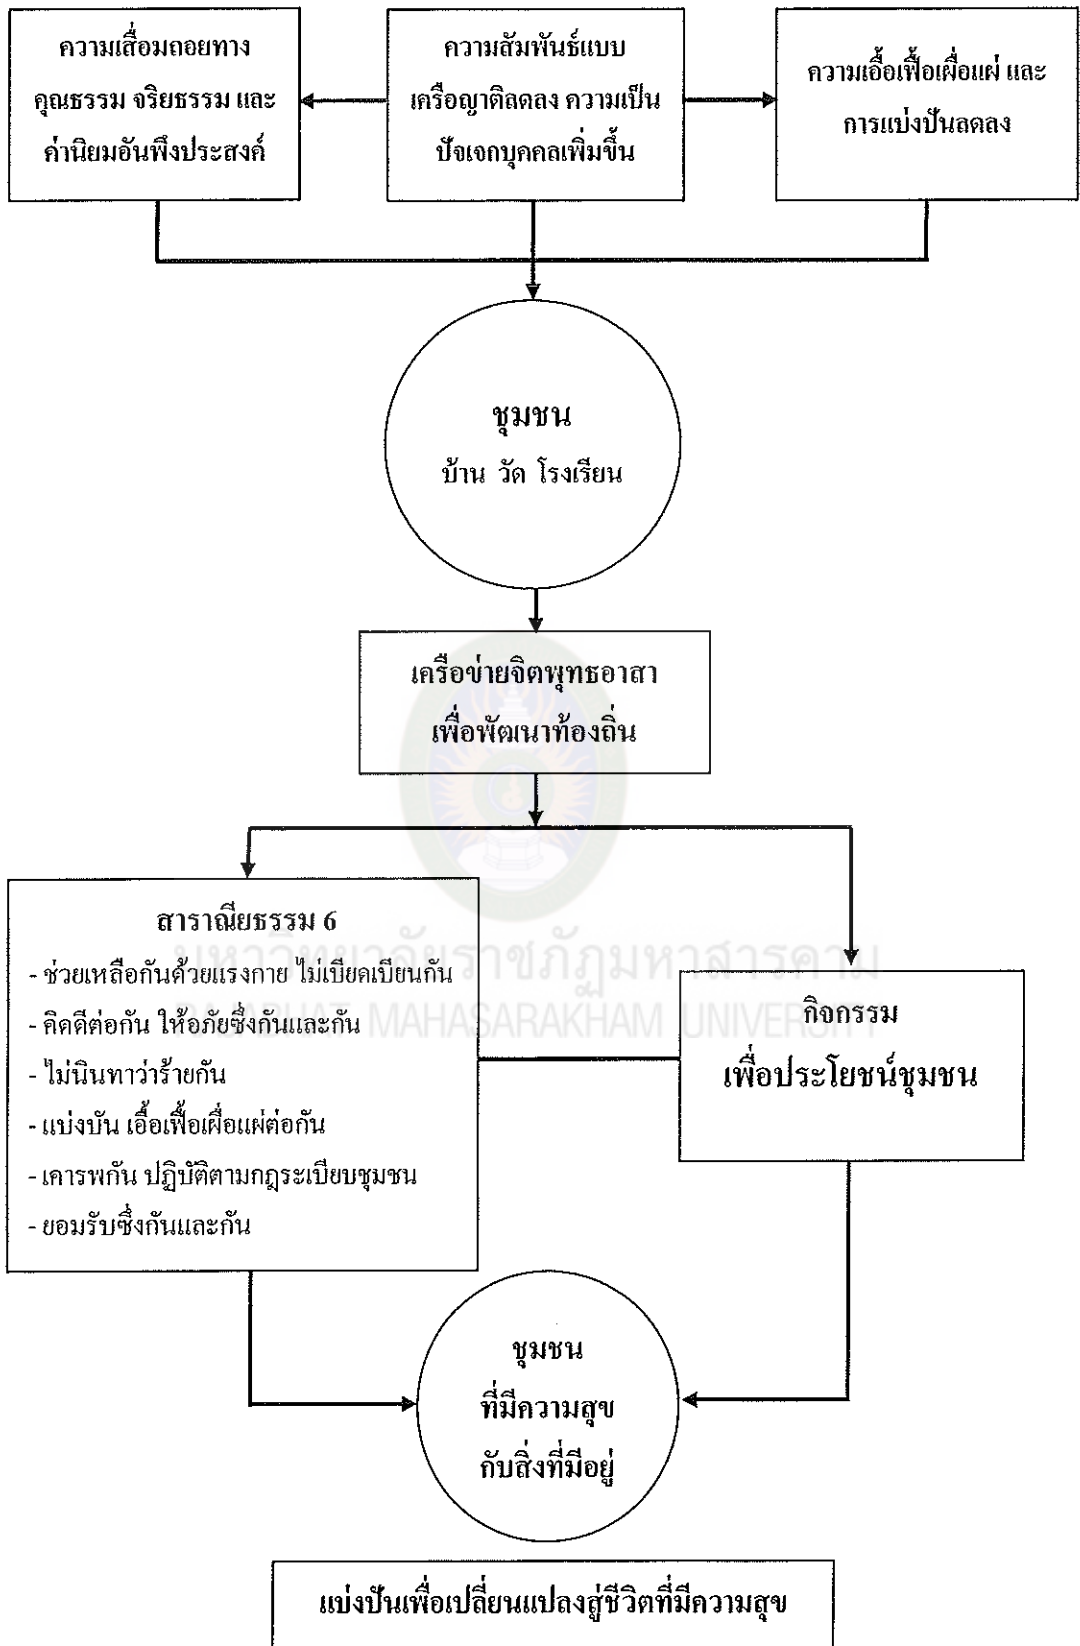 ความเสื่อมถอยทาง
คุณธรรม จริยธรรม และ
ค่านิยมอันพึงประสงค์
ความสัมพันธ์แบบ
เครือญาติลดลง ความเป็น
ปัจเจกบุคคลเพิ่มขึ้น
ความเอื้อเฟื้อเผื่อแผ่ และ
การแบ่งปันลดลง
ชุมชน
บ้าน วัด โรงเรียน
เครือข่ายจิตพุทธอาสา
เพื่อพัฒนาท้องถิ่น
สาราณียธรรม 6
- ช่วยเหลือกันด้วยแรงกาย ไม่เบียดเบียนกัน
- คิดดีต่อกัน ให้อภัยซึ่งกันและกัน
- ไม่นินทาว่าร้ายกัน
- แบ่งบัน เอื้อเฟื้อเผื่อแผ่ต่อกัน
- เคารพกัน ปฏิบัติตามกฎระเบียบชุมชน
- ยอมรับซึ่งกันและกัน
มหาวิทยาลัยราชภัฏมหาสารคาม
RAJABHAT MAHASARAKHAM UNIVERSITY
กิจกรรม
เพื่อประโยชน์ชุมชน
ชุมชน
ที่มีความสุข
กับสิ่งที่มีอยู่
แบ่งปันเพื่อเปลี่ยนแปลงสู่ชีวิตที่มีความสุข